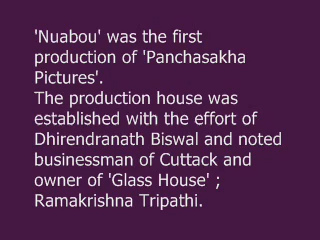 'Nuabou' was the first
production of 'Panchasakha
Pictures'.
The production house was
established with the effort of
Dhirendranath Biswal and noted
businessman of Cuttack and
owner of 'Glass House' ;
Ramakrishna Tripathi.